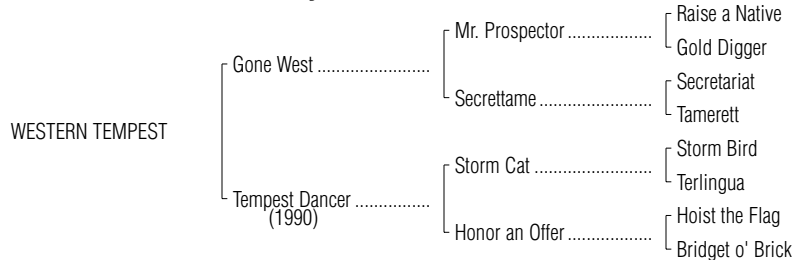 Raise a Native
Mr. Prospector ..................
Gold Digger
Gone West ........................
Secretariat
Secrettame .......................
Tamerett
WESTERN TEMPEST
Storm Bird
Storm Cat .........................
Terlingua
Tempest Dancer ................
(1990)
Hoist the Flag
Honor an Offer..................
Bridget o' Brick